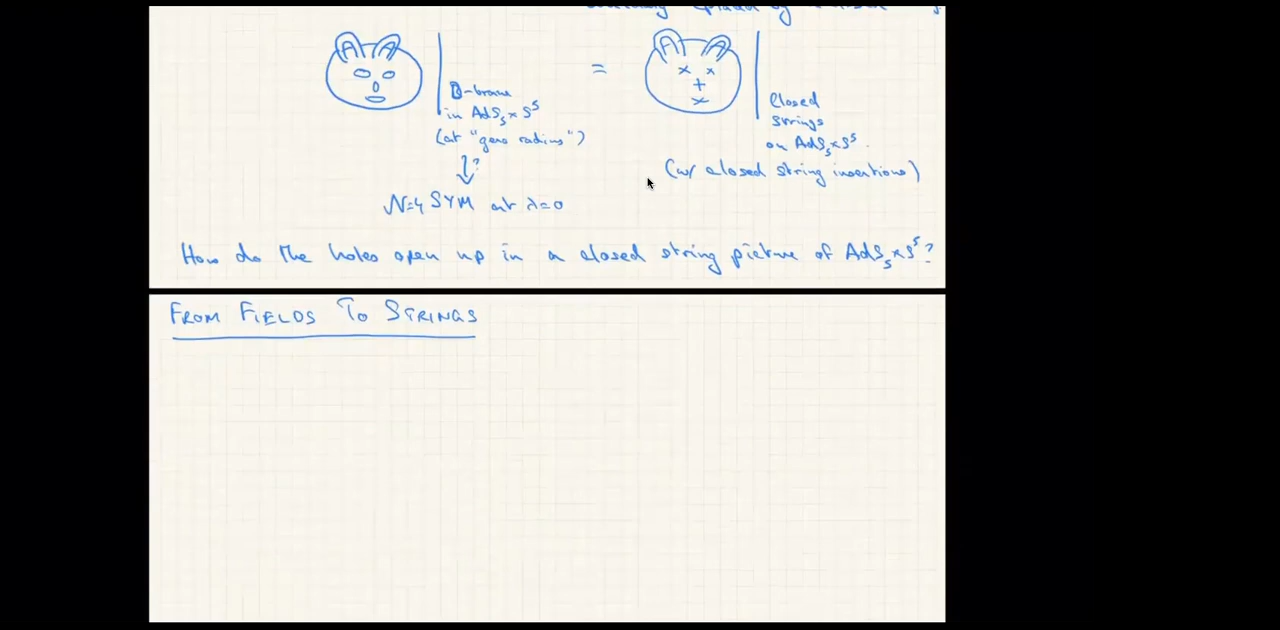 D-brane
in AdS₅×S⁵
(at "zero radius")
?
N=4 SYM at λ=0
=
Closed
strings
on AdS₅×S⁵.
(w/ closed string insertions)
How do the holes open up in a closed string picture of AdS₅×S⁵?
FROM FIELDS TO STRINGS